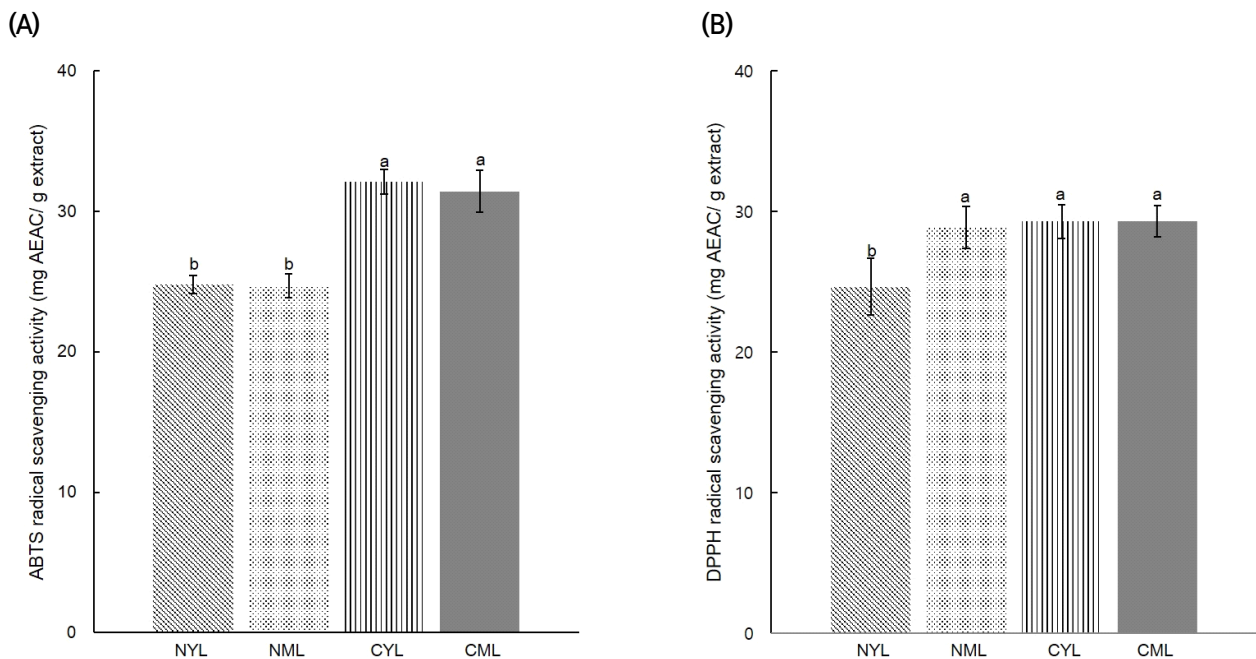 (A)
ABTS radical scavenging activity (mg AEAC/ g extract)
40
30
20
10
0
b
b
a
a
NYL
NML
CYL
CML
(B)
DPPH radical scavenging activity (mg AEAC/ g extract)
40
30
20
10
0
b
a
a
a
NYL
NML
CYL
CML